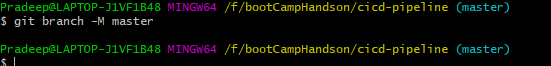 Pradeep@LAPTOP-J1VF1B48 MINGW64 /f/bootCampHandson/cicd-pipeline (master)
$ git branch -M master
Pradeep@LAPTOP-J1VF1B48 MINGW64 /f/bootCampHandson/cicd-pipeline (master)
$